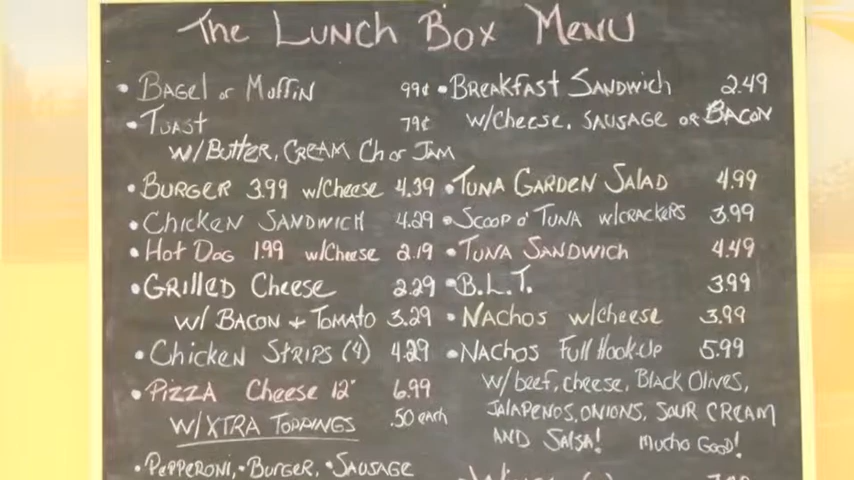 The Lunch Box Menu
• Bagel or Muffin 99¢
• Toast 79¢
w/Butter, Cream Ch or Jam
• Burger 3.99 w/Cheese 4.39
• Chicken Sandwich 4.29
• Hot Dog 1.99 w/Cheese 2.19
• Grilled Cheese 2.29
w/ Bacon + Tomato 3.29
• Chicken Strips (4) 4.29
• Pizza Cheese 12" 6.99
w/Xtra Toppings .50 each
• Pepperoni, • Burger, • Sausage
• Breakfast Sandwich 2.49
w/Cheese, Sausage or Bacon
• Tuna Garden Salad 4.99
• Scoop o' Tuna w/crackers 3.99
• Tuna Sandwich 4.49
• B.L.T. 3.99
• Nachos w/cheese 3.99
• Nachos Full Hook-Up 5.99
w/beef, cheese, Black Olives,
Jalapenos, Onions, Sour Cream
and Salsa! Mucho Good!